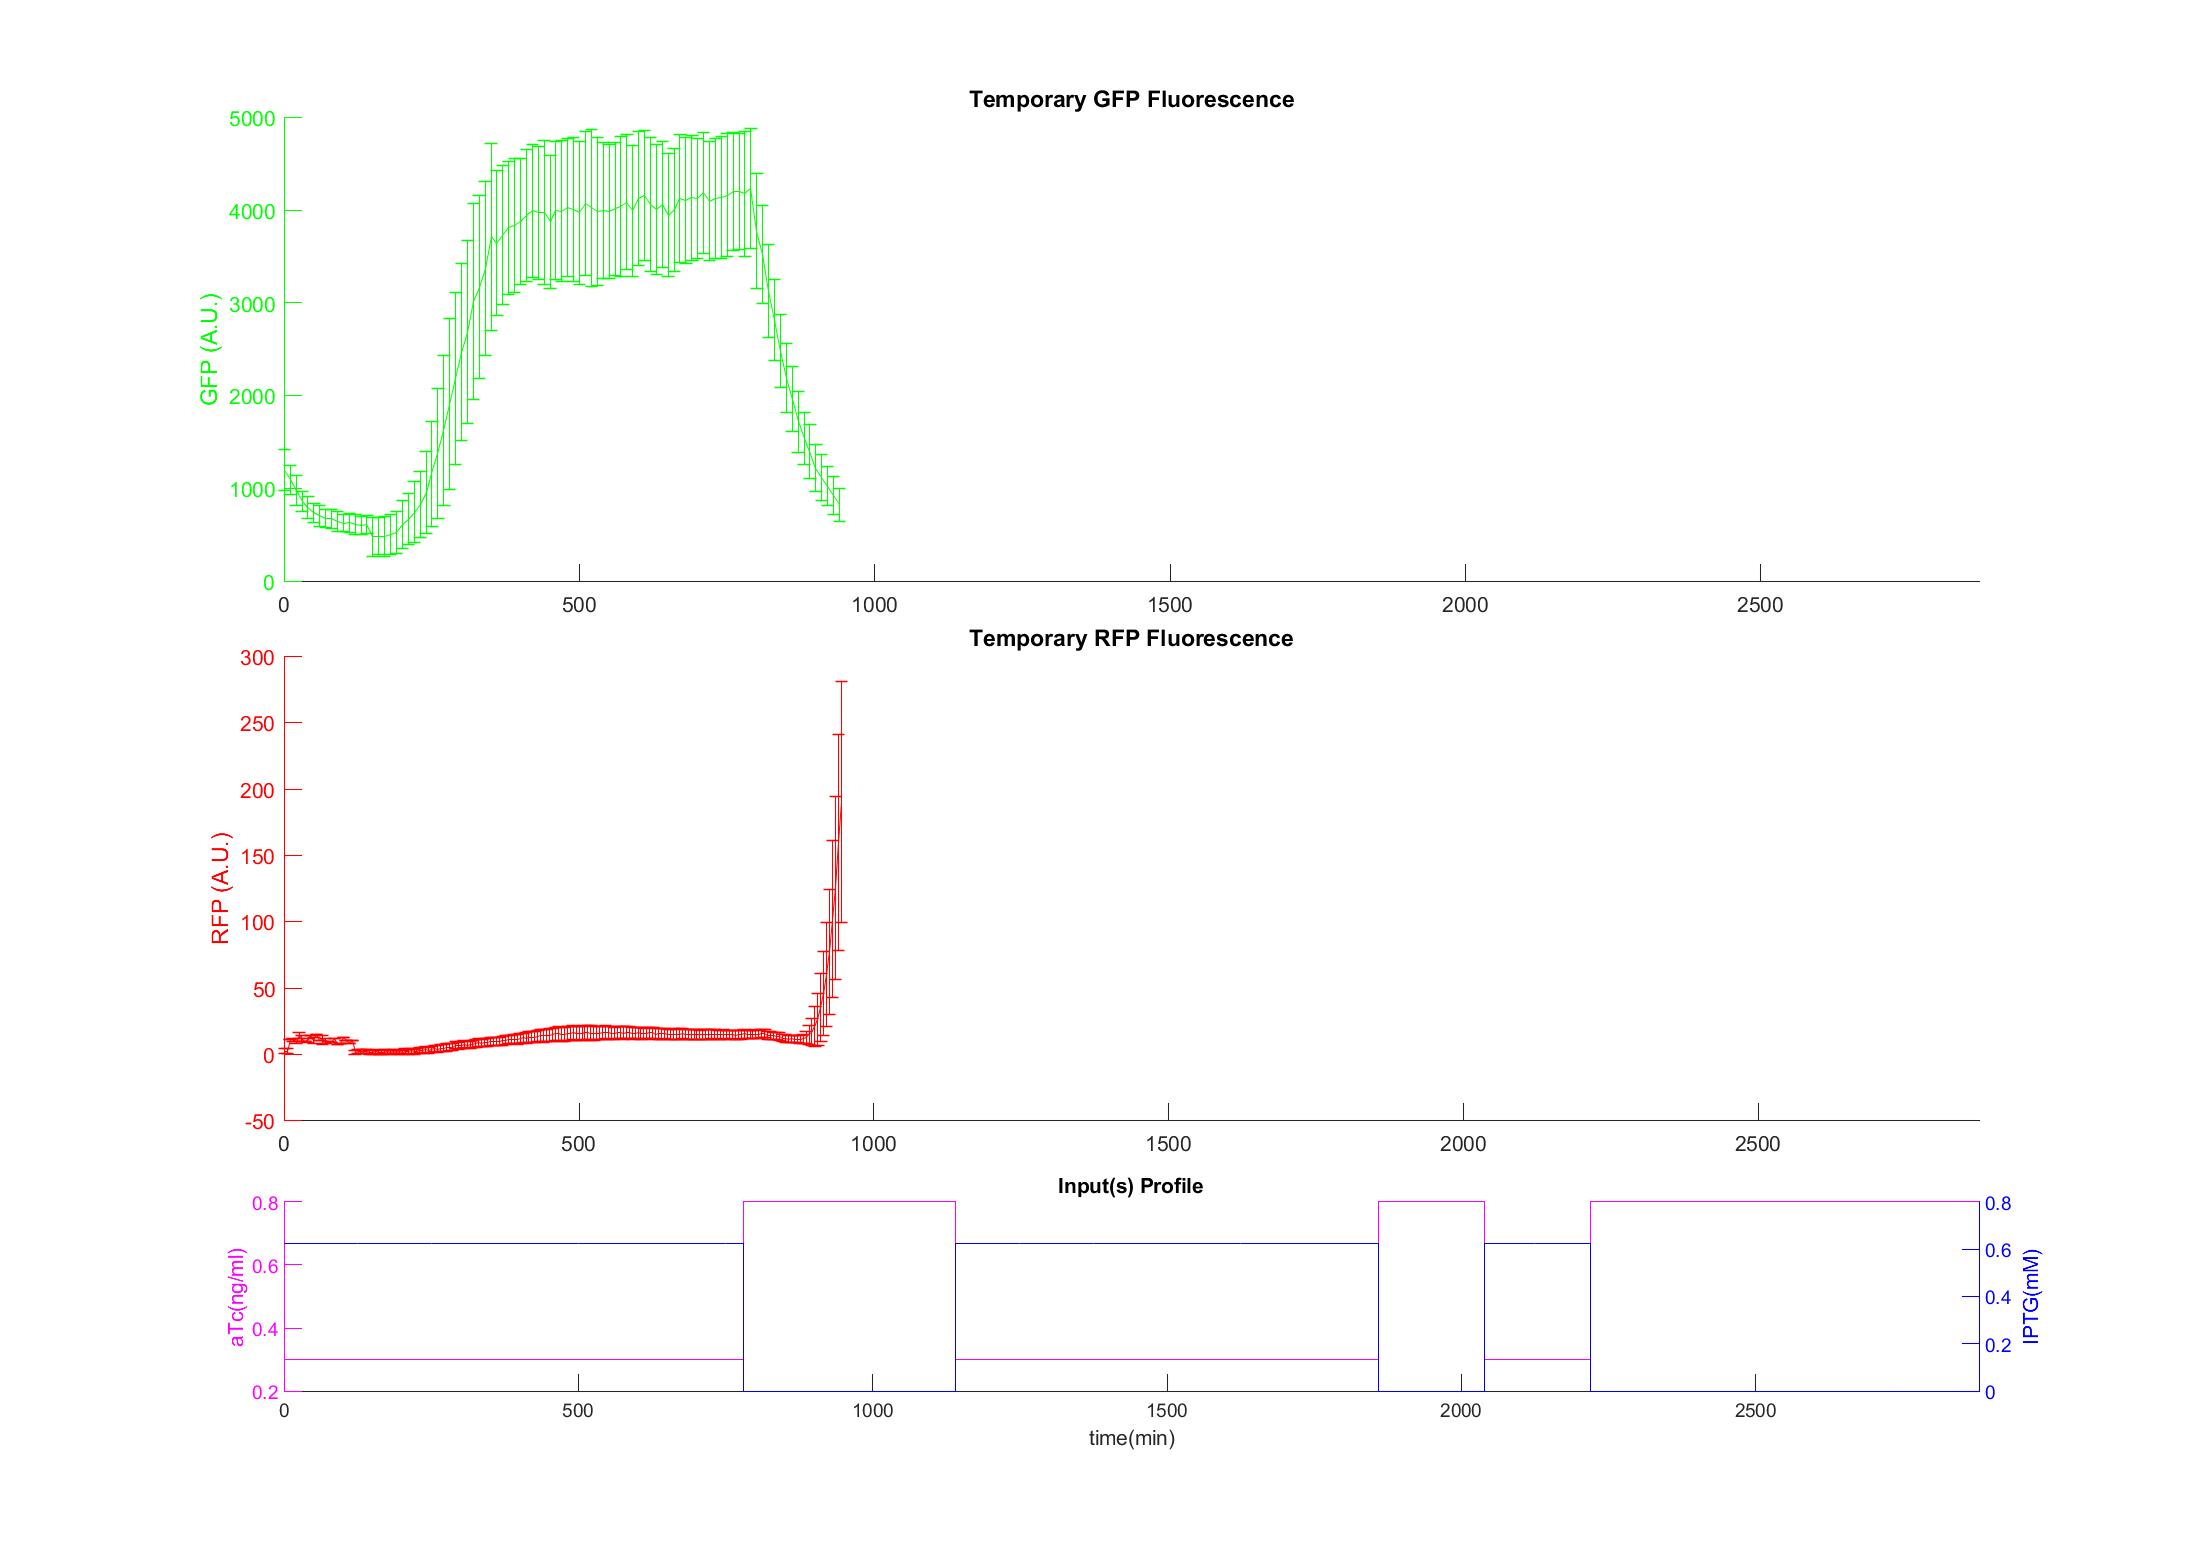 Temporary GFP Fluorescence
5000
4000
3000
2000
1000
0
GFP (A.U.)
0 500 1000 1500 2000 2500
Temporary RFP Fluorescence
300
250
200
150
100
50
0
-50
RFP (A.U.)
0 500 1000 1500 2000 2500
Input(s) Profile
0.8
0.6
0.4
0.2
aTc(ng/ml)
0.8
0.6
0.4
0.2
0
IPTG(mM)
0 500 1000 1500 2000 2500
time(min)